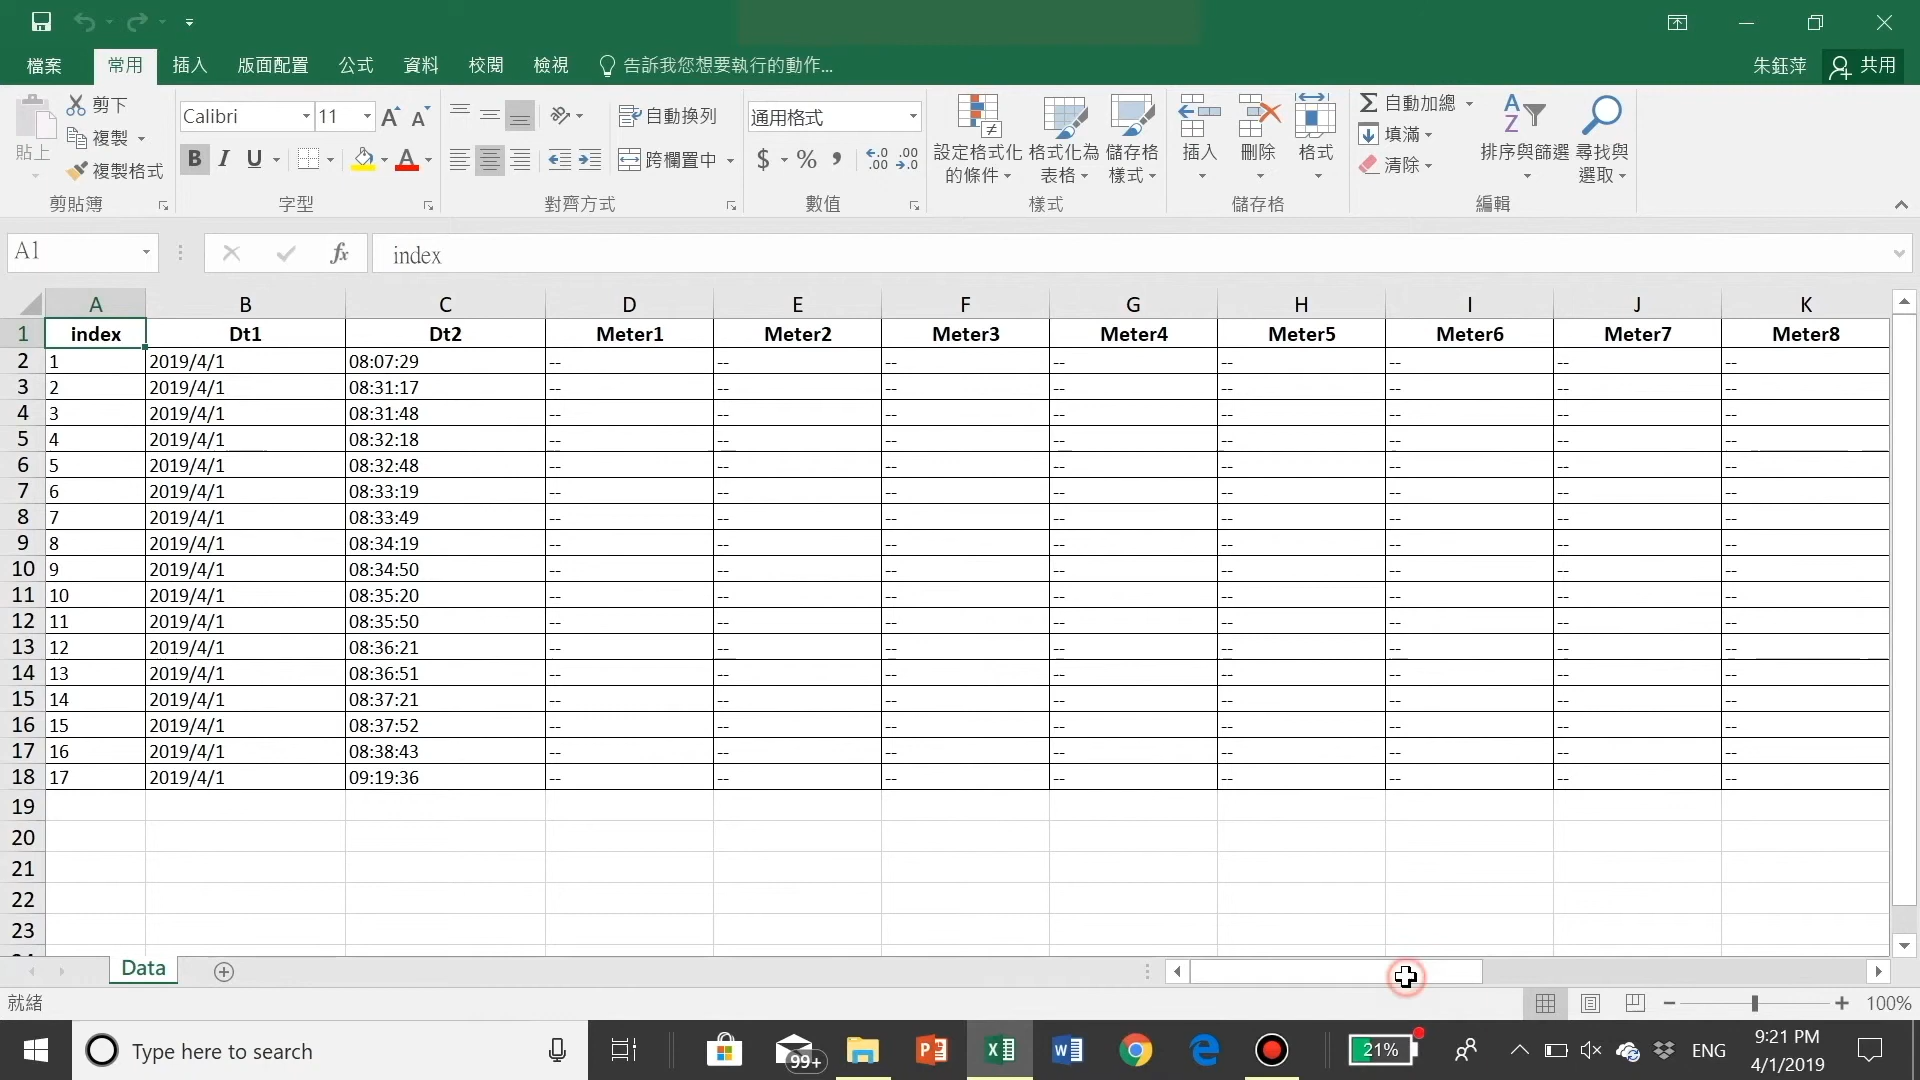 檔案 常用 插入 版面配置 公式 資料 校閱 檢視 告訴我您想要執行的動作... 朱鈺萍 共用
貼上
剪下
複製
複製格式
剪貼簿
Calibri 11
B I U A
字型
自動換列
跨欄置中
對齊方式
通用格式
$ % , .0 .00 .00 .0
數值
設定格式化
的條件
格式化為
表格
儲存格
樣式
樣式
插入 刪除 格式
儲存格
自動加總
填滿
清除
排序與篩選
尋找與
選取
編輯
A1 fx index
A B C D E F G H I J K
1 index Dt1 Dt2 Meter1 Meter2 Meter3 Meter4 Meter5 Meter6 Meter7 Meter8
2 1 2019/4/1 08:07:29 -- -- -- -- -- -- -- --
3 2 2019/4/1 08:31:17 -- -- -- -- -- -- -- --
4 3 2019/4/1 08:31:48 -- -- -- -- -- -- -- --
5 4 2019/4/1 08:32:18 -- -- -- -- -- -- -- --
6 5 2019/4/1 08:32:48 -- -- -- -- -- -- -- --
7 6 2019/4/1 08:33:19 -- -- -- -- -- -- -- --
8 7 2019/4/1 08:33:49 -- -- -- -- -- -- -- --
9 8 2019/4/1 08:34:19 -- -- -- -- -- -- -- --
10 9 2019/4/1 08:34:50 -- -- -- -- -- -- -- --
11 10 2019/4/1 08:35:20 -- -- -- -- -- -- -- --
12 11 2019/4/1 08:35:50 -- -- -- -- -- -- -- --
13 12 2019/4/1 08:36:21 -- -- -- -- -- -- -- --
14 13 2019/4/1 08:36:51 -- -- -- -- -- -- -- --
15 14 2019/4/1 08:37:21 -- -- -- -- -- -- -- --
16 15 2019/4/1 08:37:52 -- -- -- -- -- -- -- --
17 16 2019/4/1 08:38:43 -- -- -- -- -- -- -- --
18 17 2019/4/1 09:19:36 -- -- -- -- -- -- -- --
19
20
21
22
23
Data
就緒 100%
Type here to search 99+ 21% ENG 9:21 PM
4/1/2019